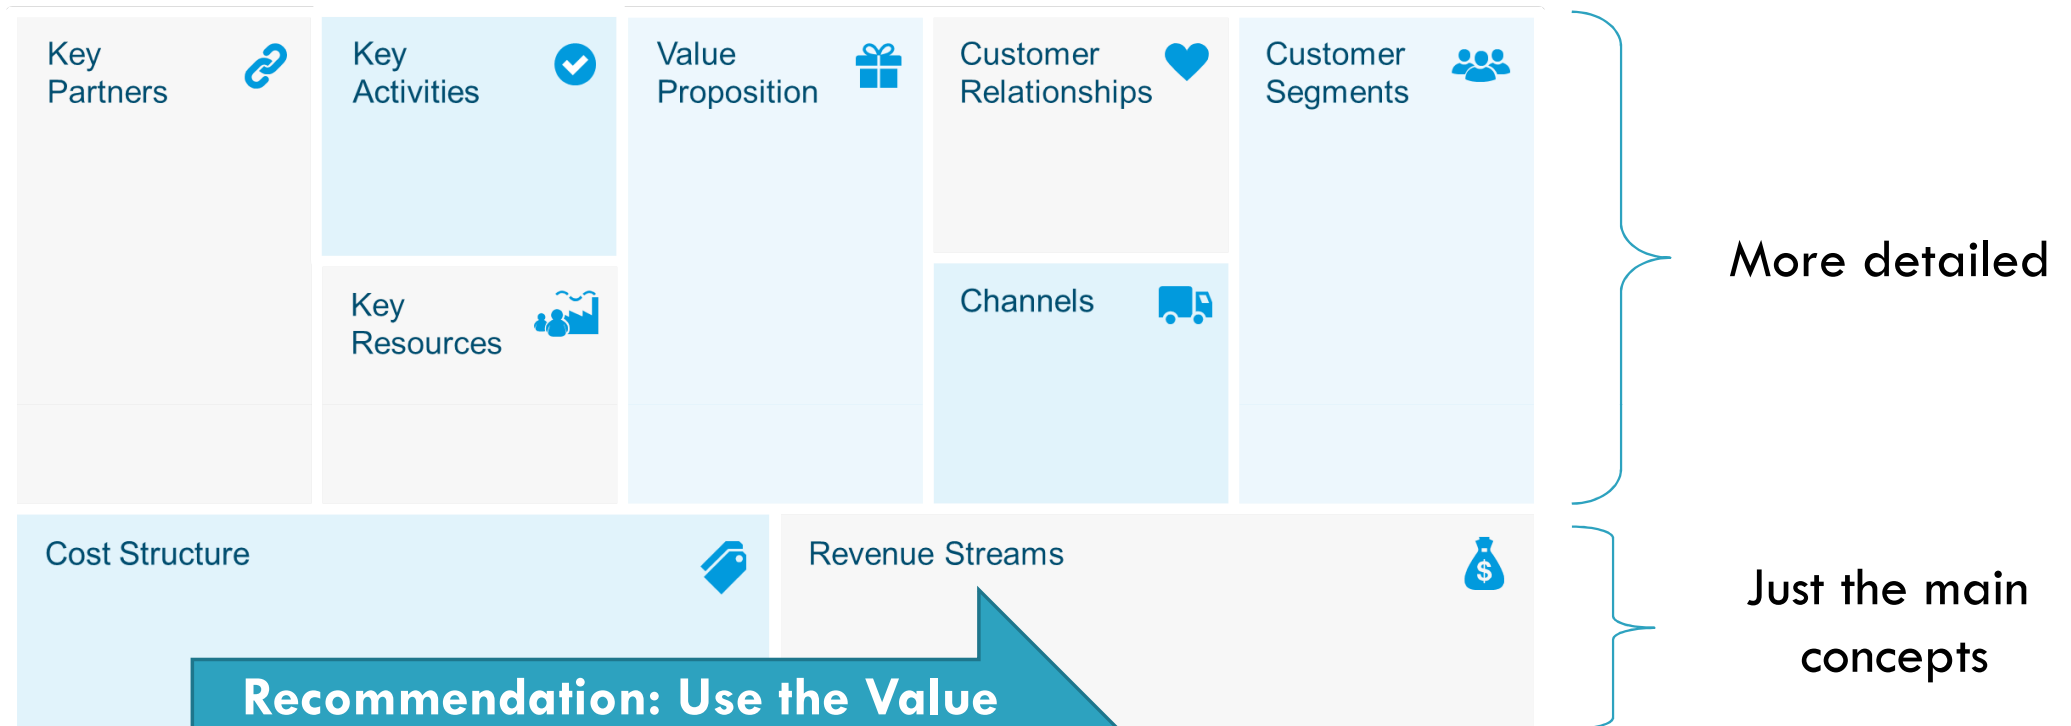 Key
Partners
Key
Activities
Value
Proposition
Customer
Relationships
Customer
Segments
More detailed
Key
Resources
Channels
Cost Structure
Revenue Streams
$
Just the main
concepts
Recommendation: Use the Value